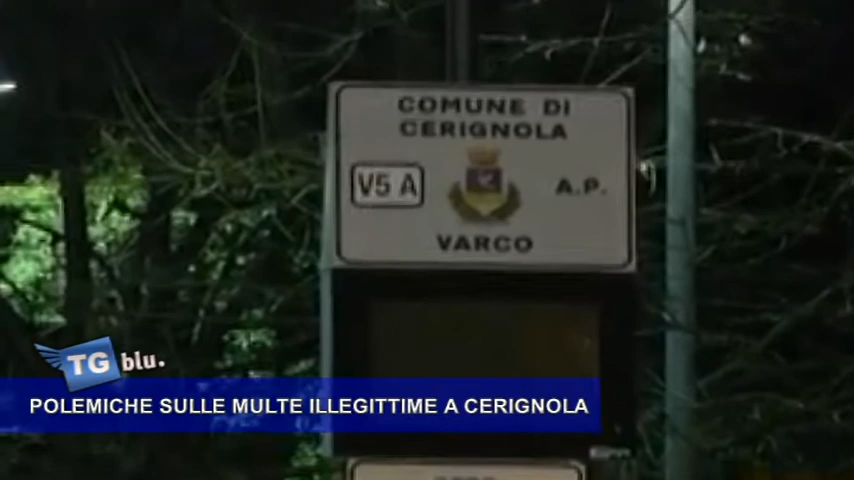 COMUNE DI
CERIGNOLA
V5 A
A.P.
VARCO
TG blu.
POLEMICHE SULLE MULTE ILLEGITTIME A CERIGNOLA